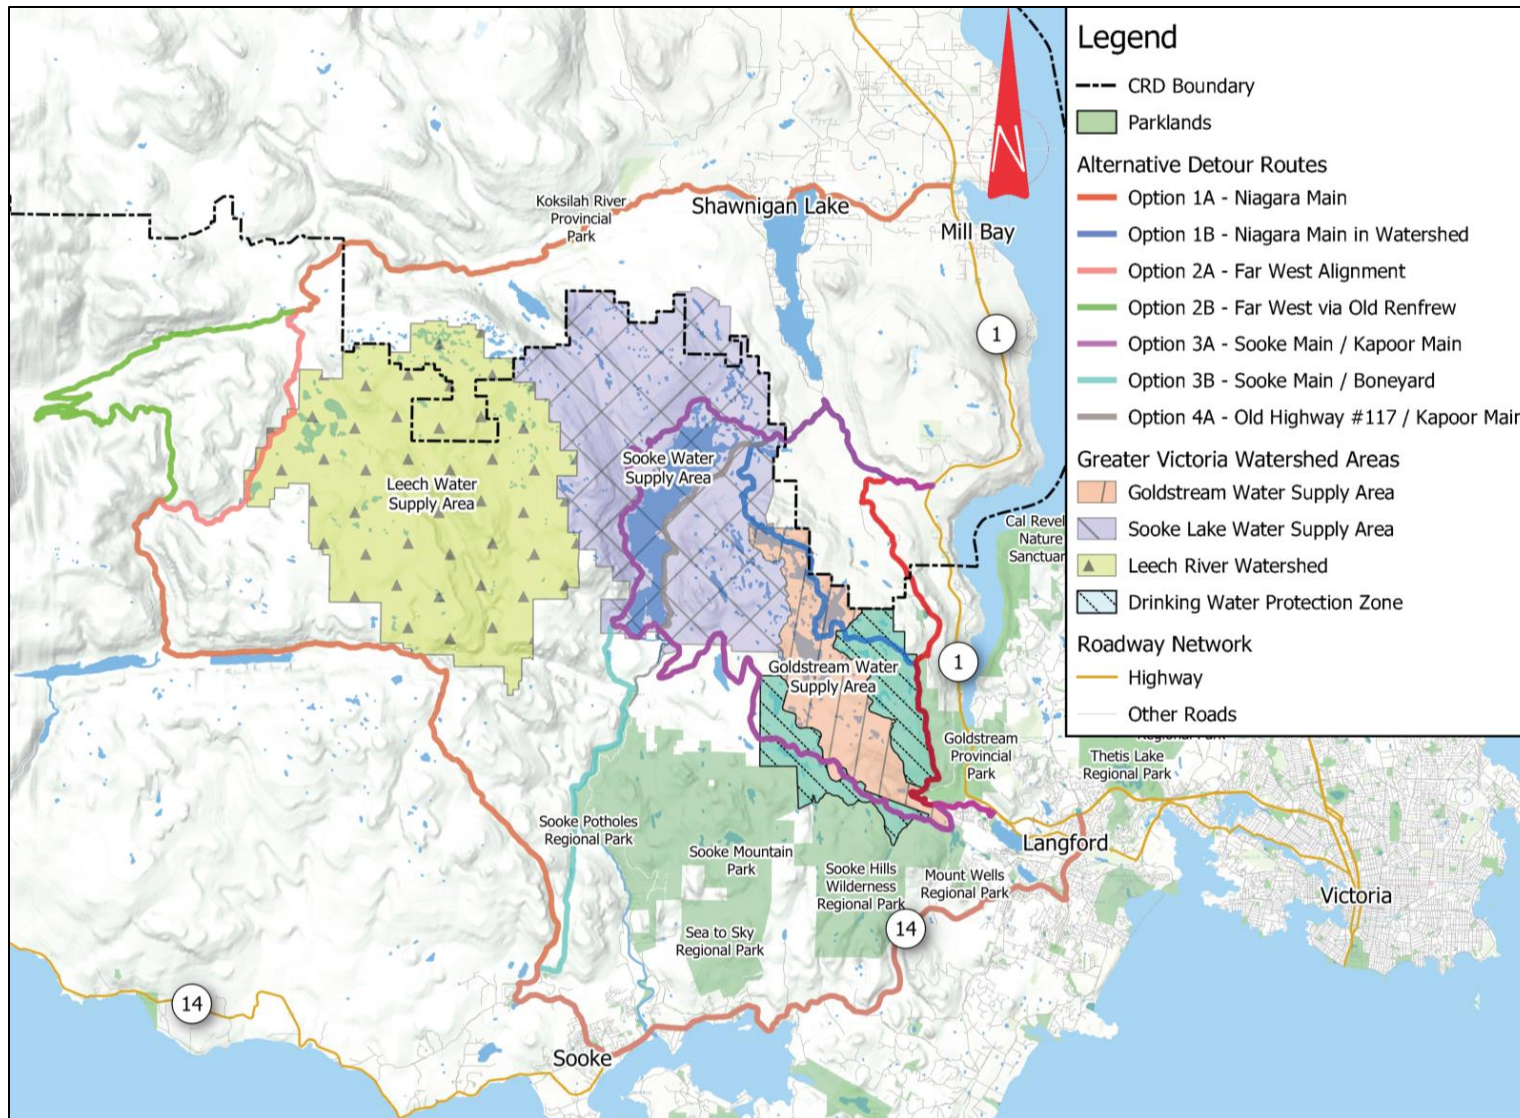 Legend
CRD Boundary
Parklands
Alternative Detour Routes
Option 1A - Niagara Main
Option 1B - Niagara Main in Watershed
Option 2A - Far West Alignment
Option 2B - Far West via Old Renfrew
Option 3A - Sooke Main / Kapoor Main
Option 3B - Sooke Main / Boneyard
Option 4A - Old Highway #117 / Kapoor Main
Greater Victoria Watershed Areas
Goldstream Water Supply Area
Sooke Lake Water Supply Area
Leech River Watershed
Drinking Water Protection Zone
Roadway Network
Highway
Other Roads
N
Koksilah River
Provincial
Park
Shawnigan Lake
Mill Bay
1
Sooke Water
Supply Area
Leech Water
Supply Area
Cal Revel
Nature
Sanctuar
1
Goldstream Water
Supply Area
Goldstream
Provincial
Park
Regional Park
Thetis Lake
Regional Park
Sooke Potholes
Regional Park
Sooke Mountain
Park
Langford
Sooke Hills
Wilderness
Regional Park
Mount Wells
Regional Park
Victoria
14
Sea to Sky
Regional Park
14
Sooke